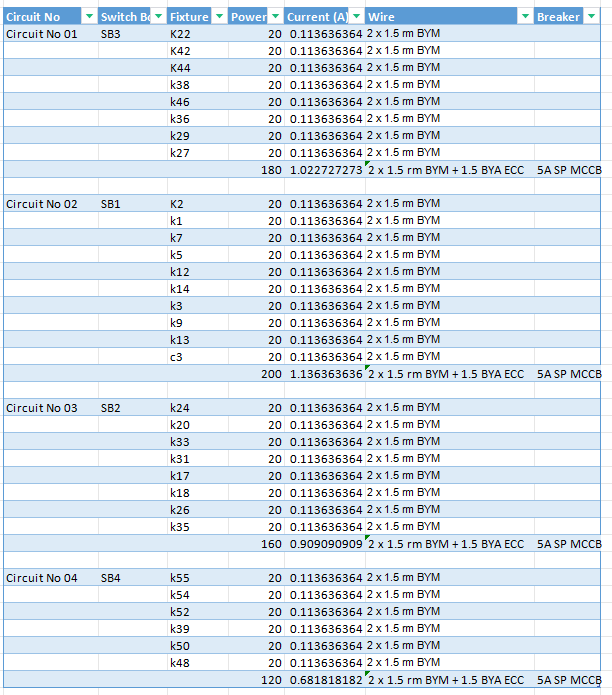 Circuit No Switch Bo Fixture Power Current (A) Wire Breaker
Circuit No 01 SB3 K22 20 0.113636364 2 x 1.5 rm BYM
K42 20 0.113636364 2 x 1.5 rm BYM
K44 20 0.113636364 2 x 1.5 rm BYM
k38 20 0.113636364 2 x 1.5 rm BYM
k46 20 0.113636364 2 x 1.5 rm BYM
k36 20 0.113636364 2 x 1.5 rm BYM
k29 20 0.113636364 2 x 1.5 rm BYM
k27 20 0.113636364 2 x 1.5 rm BYM
180 1.022727273 2 x 1.5 rm BYM + 1.5 BYA ECC 5A SP MCCB
Circuit No 02 SB1 K2 20 0.113636364 2 x 1.5 rm BYM
k1 20 0.113636364 2 x 1.5 rm BYM
k7 20 0.113636364 2 x 1.5 rm BYM
k5 20 0.113636364 2 x 1.5 rm BYM
k12 20 0.113636364 2 x 1.5 rm BYM
k14 20 0.113636364 2 x 1.5 rm BYM
k3 20 0.113636364 2 x 1.5 rm BYM
k9 20 0.113636364 2 x 1.5 rm BYM
k13 20 0.113636364 2 x 1.5 rm BYM
c3 20 0.113636364 2 x 1.5 rm BYM
200 1.136363636 2 x 1.5 rm BYM + 1.5 BYA ECC 5A SP MCCB
Circuit No 03 SB2 k24 20 0.113636364 2 x 1.5 rm BYM
k20 20 0.113636364 2 x 1.5 rm BYM
k33 20 0.113636364 2 x 1.5 rm BYM
k31 20 0.113636364 2 x 1.5 rm BYM
k17 20 0.113636364 2 x 1.5 rm BYM
k18 20 0.113636364 2 x 1.5 rm BYM
k26 20 0.113636364 2 x 1.5 rm BYM
k35 20 0.113636364 2 x 1.5 rm BYM
160 0.909090909 2 x 1.5 rm BYM + 1.5 BYA ECC 5A SP MCCB
Circuit No 04 SB4 k55 20 0.113636364 2 x 1.5 rm BYM
k54 20 0.113636364 2 x 1.5 rm BYM
k52 20 0.113636364 2 x 1.5 rm BYM
k39 20 0.113636364 2 x 1.5 rm BYM
k50 20 0.113636364 2 x 1.5 rm BYM
k48 20 0.113636364 2 x 1.5 rm BYM
120 0.681818182 2 x 1.5 rm BYM + 1.5 BYA ECC 5A SP MCCB